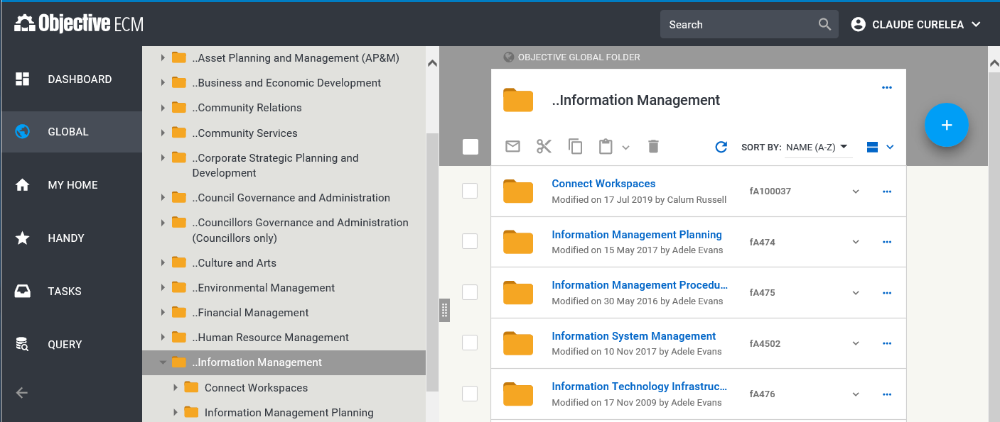 Objective ECM
Search
CLAUDE CURELEA
DASHBOARD
GLOBAL
MY HOME
HANDY
TASKS
QUERY
..Asset Planning and Management (AP&M)
..Business and Economic Development
..Community Relations
..Community Services
..Corporate Strategic Planning and
Development
..Council Governance and Administration
..Councillors Governance and Administration
(Councillors only)
..Culture and Arts
..Environmental Management
..Financial Management
..Human Resource Management
..Information Management
Connect Workspaces
Information Management Planning
OBJECTIVE GLOBAL FOLDER
..Information Management
SORT BY: NAME (A-Z)
Connect Workspaces
Modified on 17 Jul 2019 by Calum Russell
fA100037
Information Management Planning
Modified on 15 May 2017 by Adele Evans
fA474
Information Management Procedu...
Modified on 30 May 2016 by Adele Evans
fA475
Information System Management
Modified on 10 Nov 2017 by Adele Evans
fA4502
Information Technology Infrastruc...
Modified on 17 Nov 2009 by Adele Evans
fA476